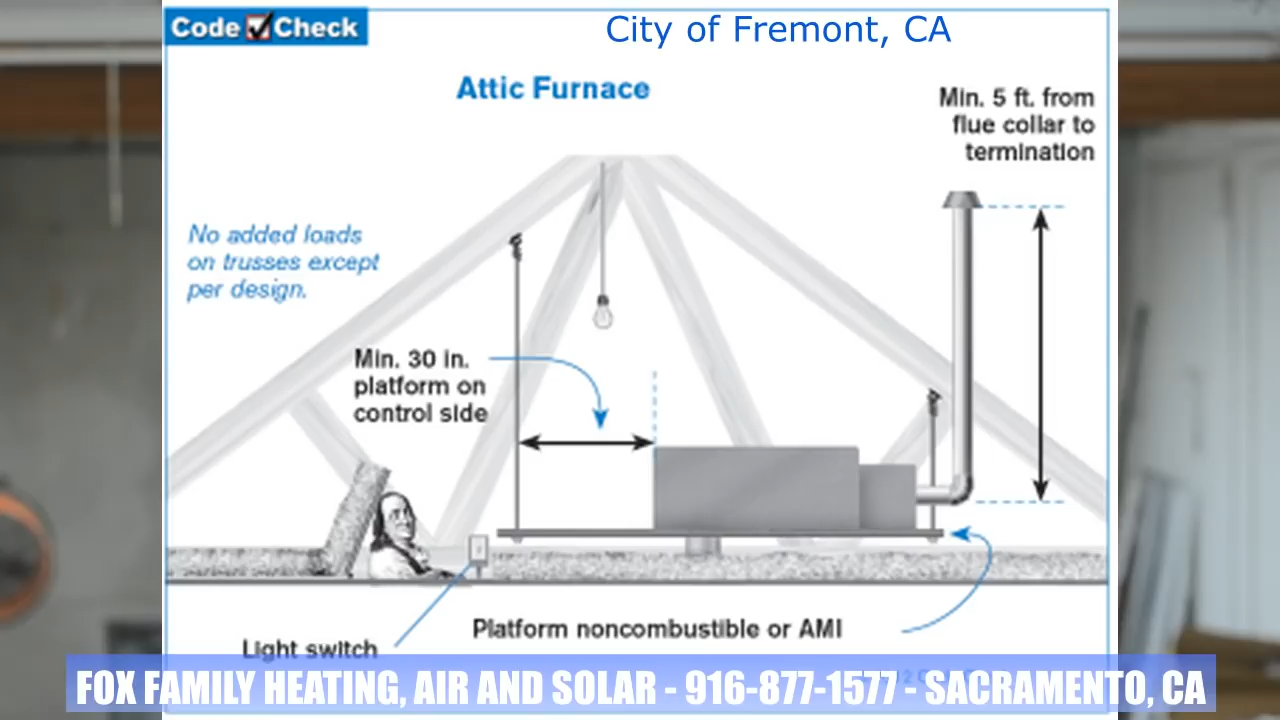 Code Check
City of Fremont, CA
Attic Furnace
Min. 5 ft. from
flue collar to
termination
No added loads
on trusses except
per design.
Min. 30 in.
platform on
control side
Platform noncombustible or AMI
Light switch
FOX FAMILY HEATING, AIR AND SOLAR - 916-877-1577 - SACRAMENTO, CA